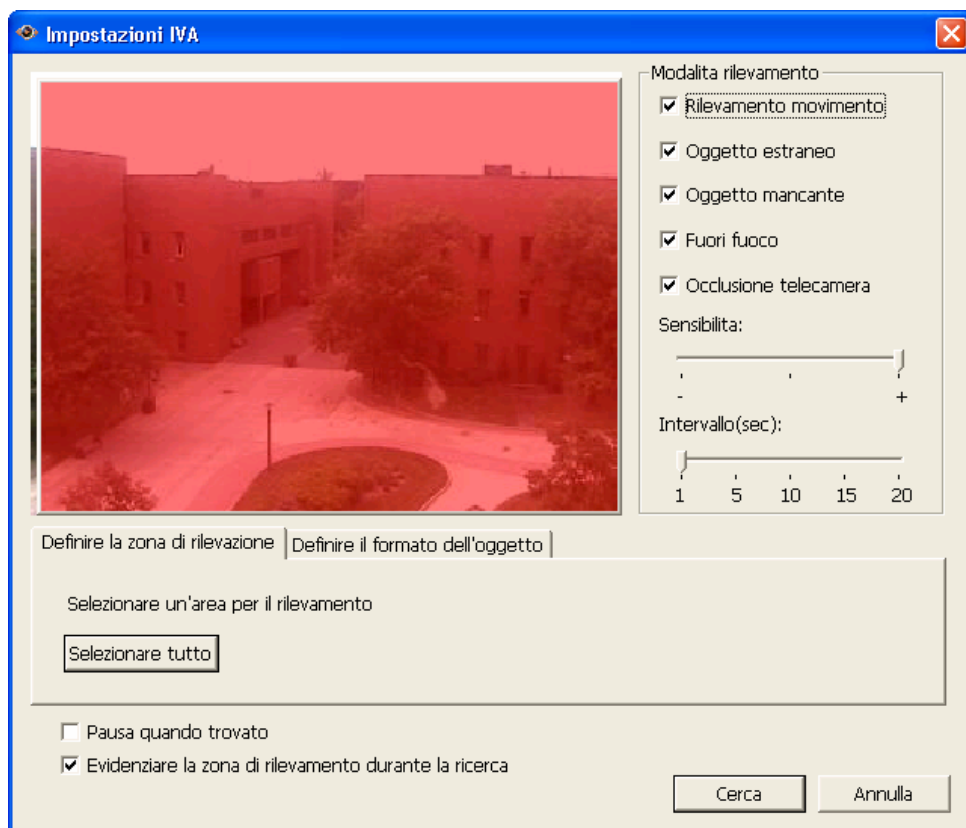 Impostazioni IVA
Modalita rilevamento
Rilevamento movimento
Oggetto estraneo
Oggetto mancante
Fuori fuoco
Occlusione telecamera
Sensibilita:
- +
Intervallo(sec):
1 5 10 15 20
Definire la zona di rilevazione Definire il formato dell'oggetto
Selezionare un'area per il rilevamento
Selezionare tutto
Pausa quando trovato
Evidenziare la zona di rilevamento durante la ricerca
Cerca Annulla